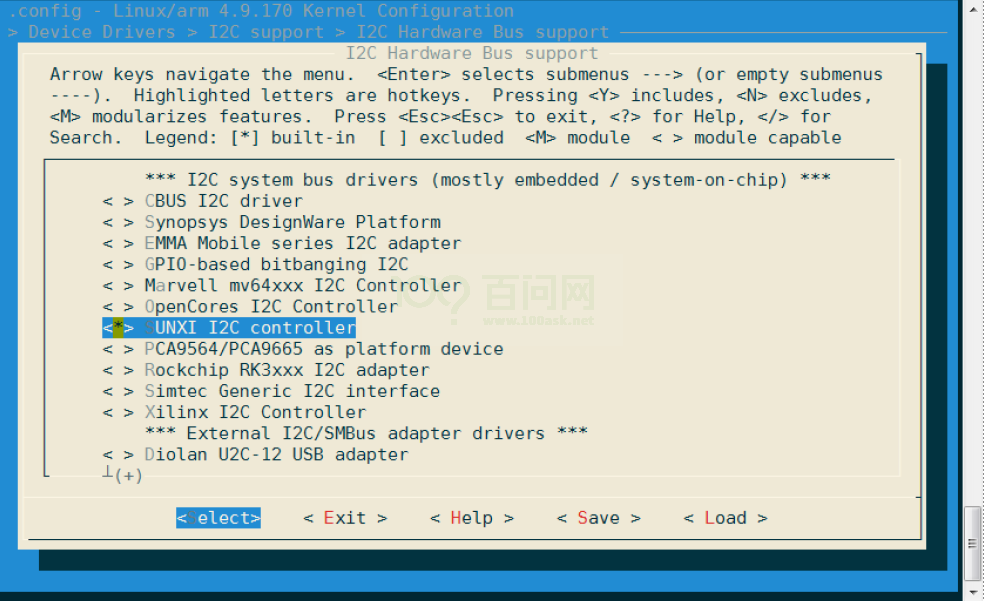 .config - Linux/arm 4.9.170 Kernel Configuration
> Device Drivers > I2C support > I2C Hardware Bus support
I2C Hardware Bus support
Arrow keys navigate the menu.  <Enter> selects submenus ---> (or empty submenus
----).  Highlighted letters are hotkeys.  Pressing <Y> includes, <N> excludes,
<M> modularizes features.  Press <Esc><Esc> to exit, <?> for Help, </> for
Search.  Legend: [*] built-in  [ ] excluded  <M> module  < > module capable
*** I2C system bus drivers (mostly embedded / system-on-chip) ***
< > CBUS I2C driver
< > Synopsys DesignWare Platform
< > EMMA Mobile series I2C adapter
< > GPIO-based bitbanging I2C
< > Marvell mv64xxx I2C Controller
< > OpenCores I2C Controller
<*> SUNXI I2C controller
< > PCA9564/PCA9665 as platform device
< > Rockchip RK3xxx I2C adapter
< > Simtec Generic I2C interface
< > Xilinx I2C Controller
*** External I2C/SMBus adapter drivers ***
< > Diolan U2C-12 USB adapter
┴(+)
<Select>    < Exit >    < Help >    < Save >    < Load >
百问网
www.100ask.net